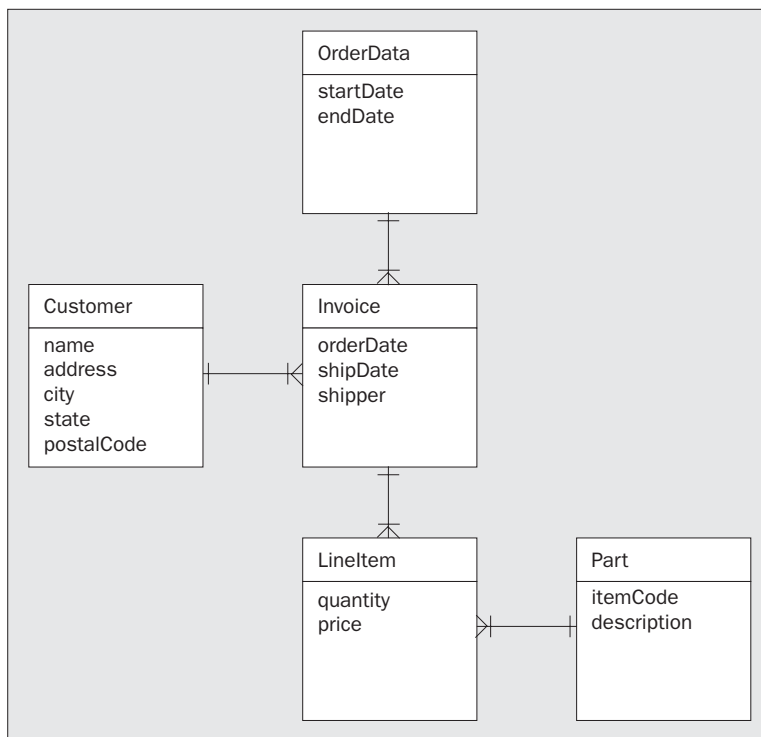 OrderData
startDate
endDate
Customer
name
address
city
state
postalCode
Invoice
orderDate
shipDate
shipper
LineItem
quantity
price
Part
itemCode
description